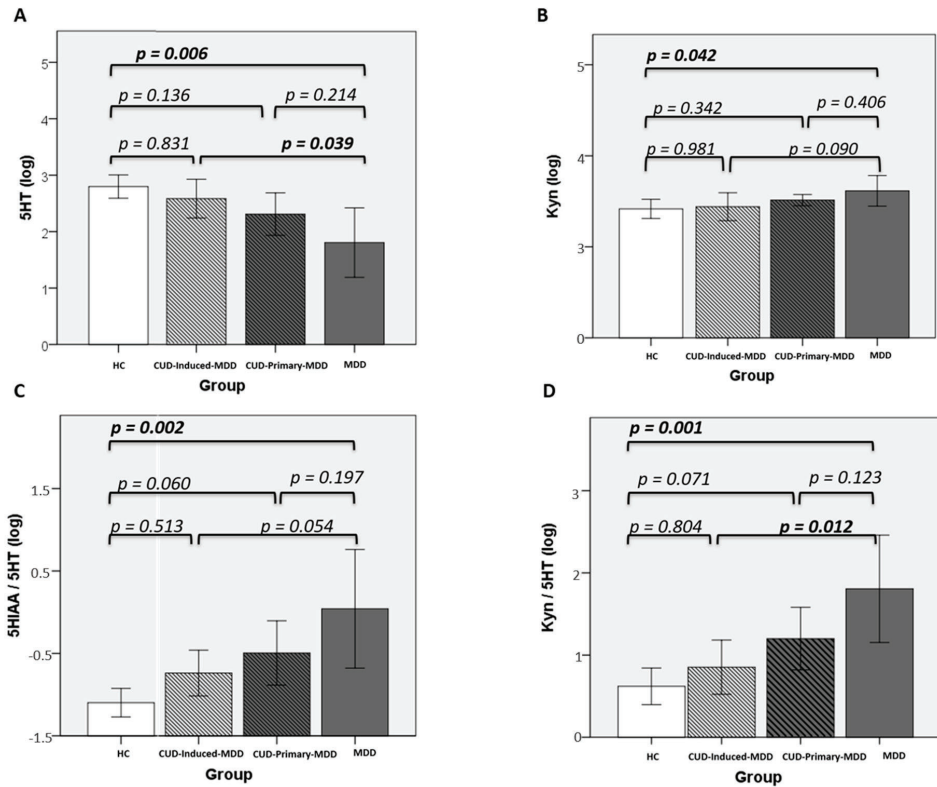 A
p = 0.006
p = 0.136
p = 0.214
p = 0.831
p = 0.039
5HT (log)
5
4
3
2
1
0
HC
CUD-Induced-MDD
CUD-Primary-MDD
MDD
Group
B
p = 0.042
p = 0.342
p = 0.406
p = 0.981
p = 0.090
Kyn (log)
5
4
3
0
HC
CUD-Induced-MDD
CUD-Primary-MDD
MDD
Group
C
p = 0.002
p = 0.060
p = 0.197
p = 0.513
p = 0.054
5HIAA / 5HT (log)
1.5
0.5
-0.5
-1.5
HC
CUD-Induced-MDD
CUD-Primary-MDD
MDD
Group
D
p = 0.001
p = 0.071
p = 0.123
p = 0.804
p = 0.012
Kyn / 5HT (log)
3
2
1
0
HC
CUD-Induced-MDD
CUD-Primary-MDD
MDD
Group